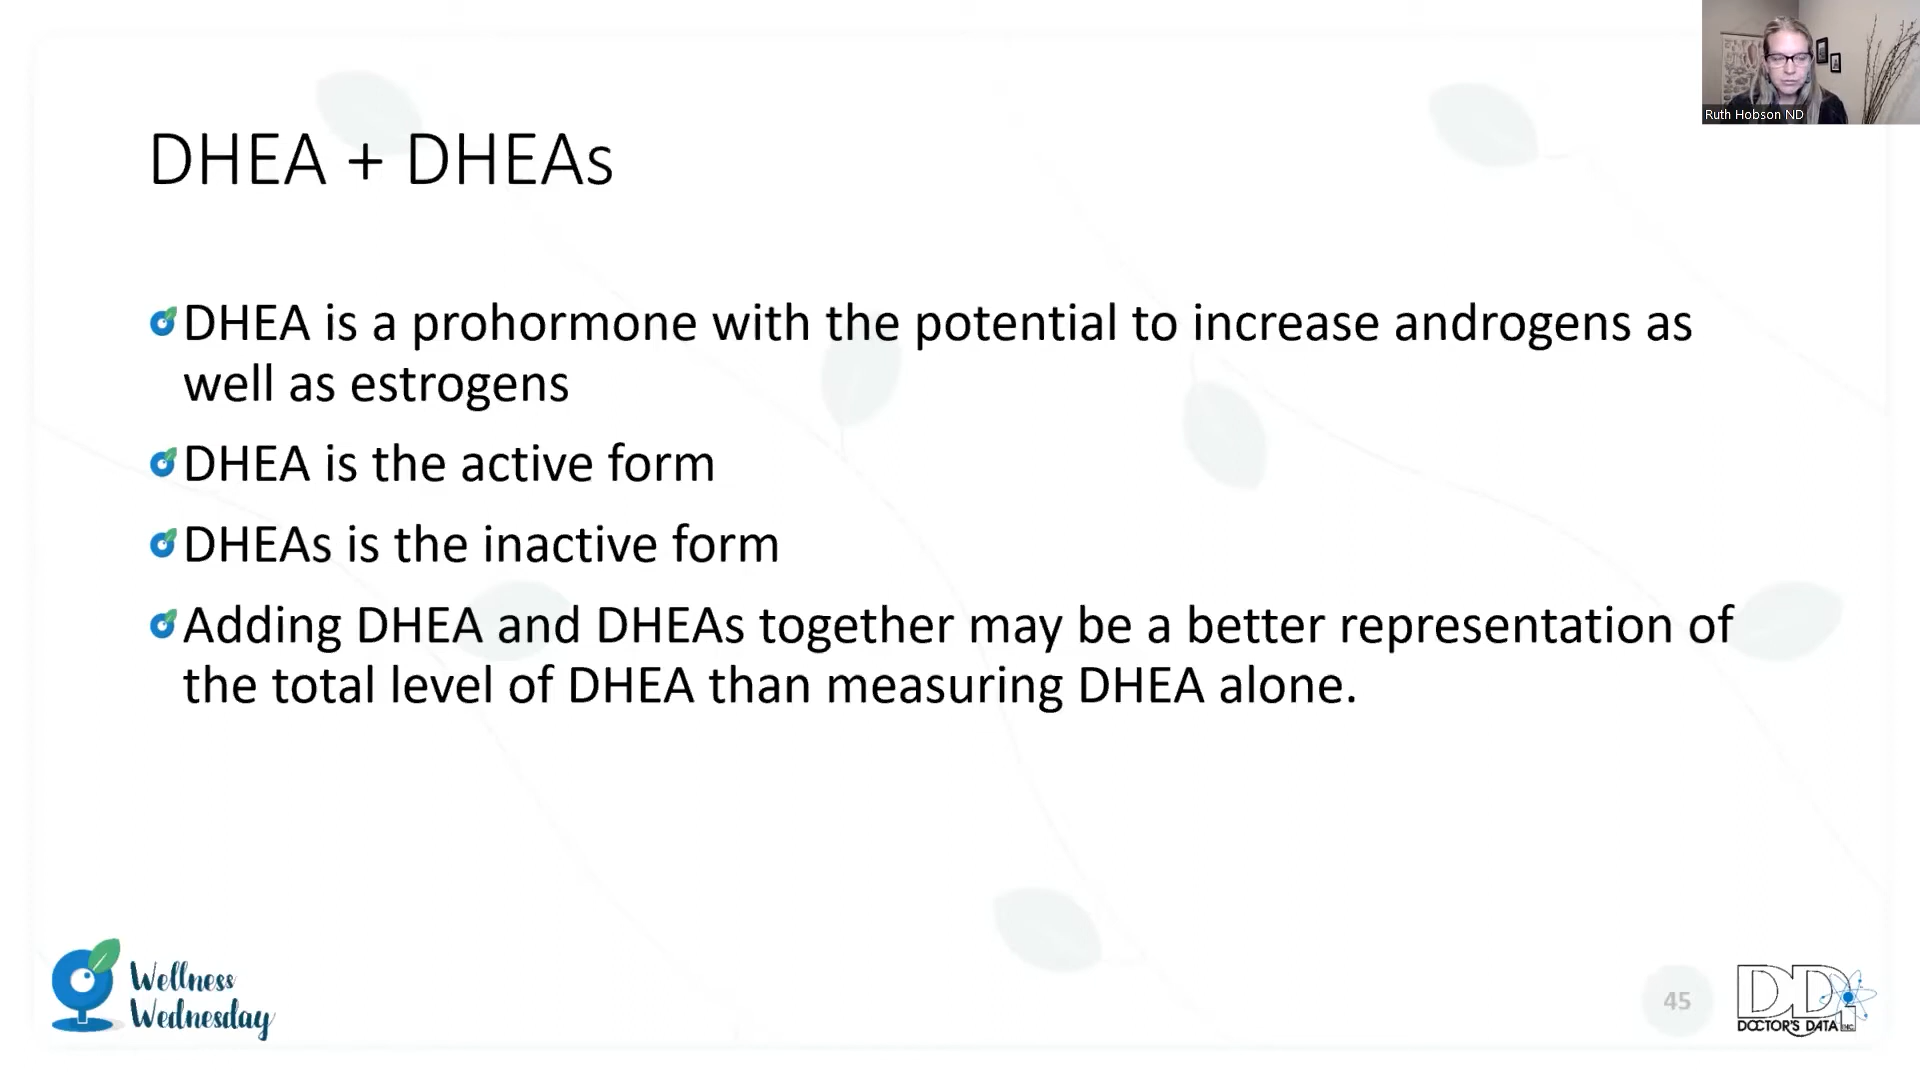 Ruth Hobson ND
DHEA + DHEAs
DHEA is a prohormone with the potential to increase androgens as
well as estrogens
DHEA is the active form
DHEAs is the inactive form
Adding DHEA and DHEAs together may be a better representation of
the total level of DHEA than measuring DHEA alone.
Wellness
Wednesday
45
DDI
DOCTOR'S DATA INC.